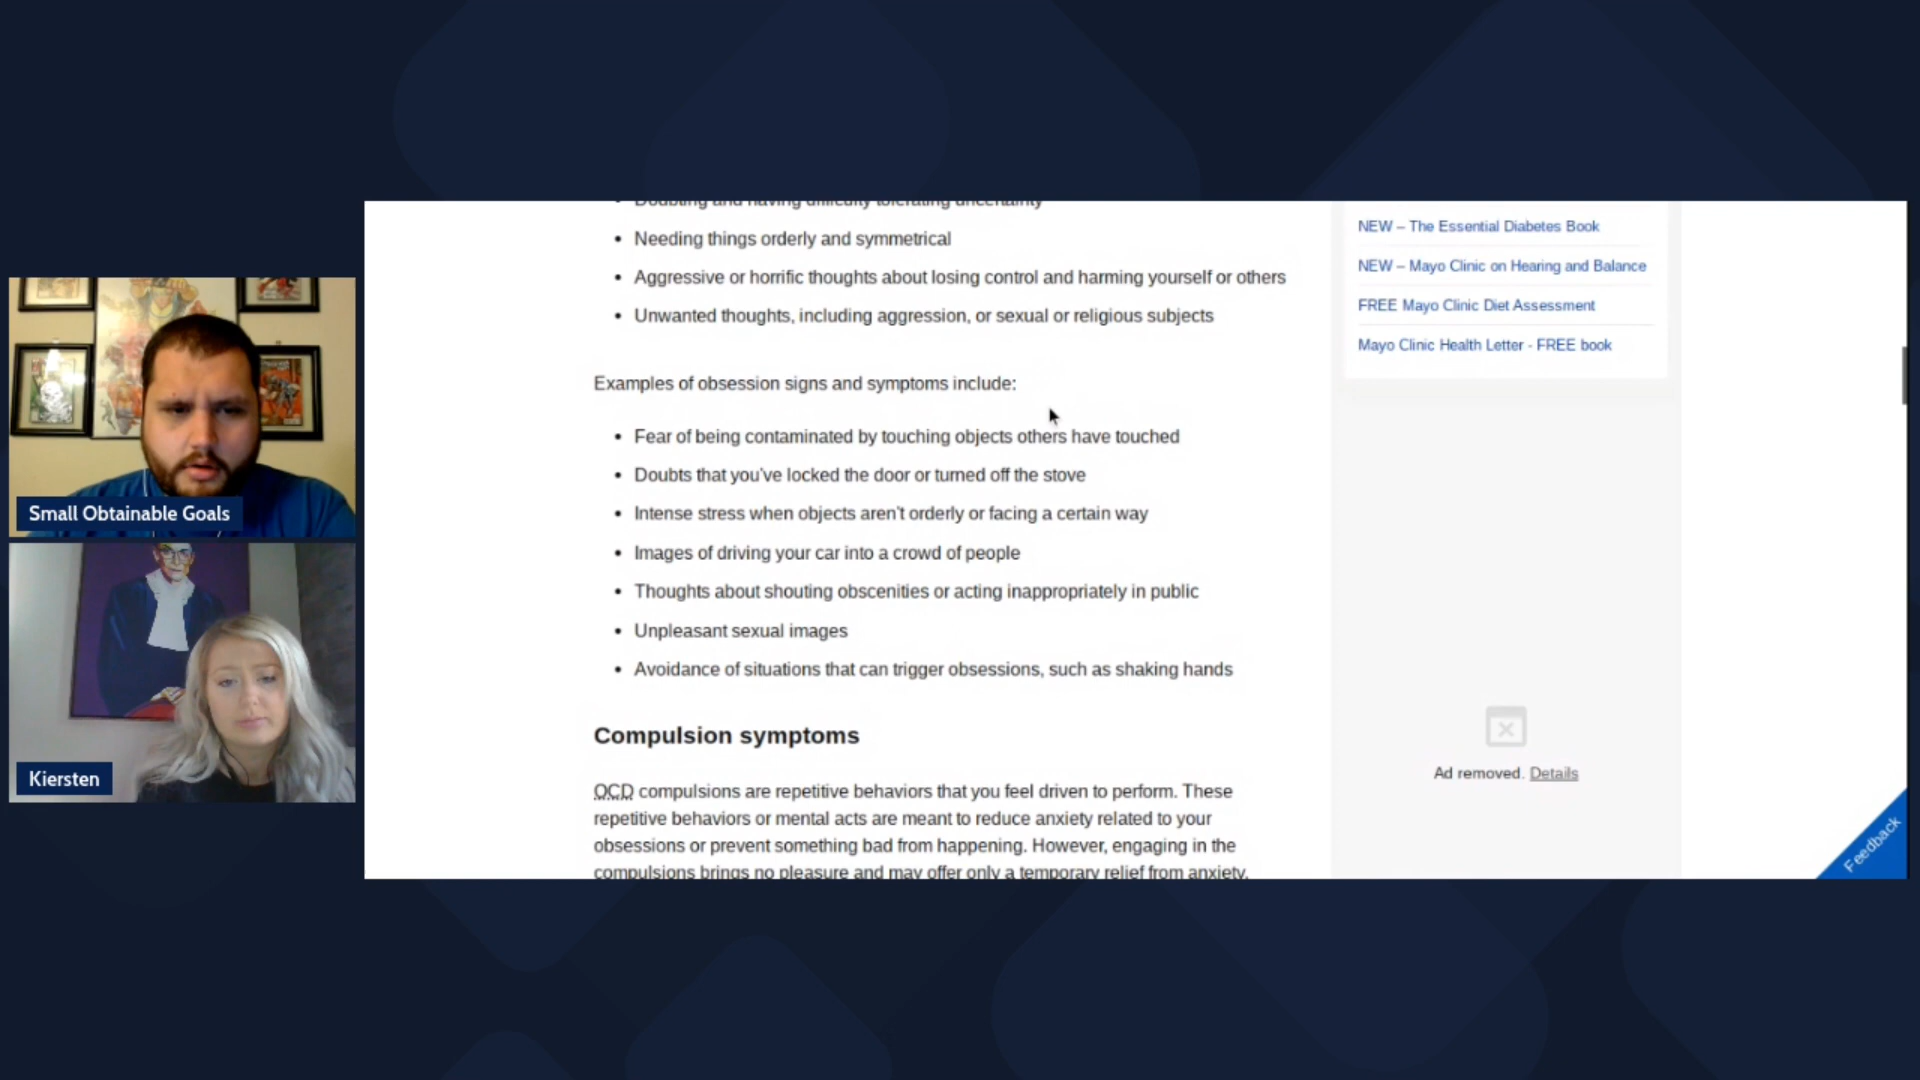 Doubting and having difficulty tolerating uncertainty
Needing things orderly and symmetrical
Aggressive or horrific thoughts about losing control and harming yourself or others
Unwanted thoughts, including aggression, or sexual or religious subjects
Examples of obsession signs and symptoms include:
Fear of being contaminated by touching objects others have touched
Doubts that you've locked the door or turned off the stove
Intense stress when objects aren't orderly or facing a certain way
Images of driving your car into a crowd of people
Thoughts about shouting obscenities or acting inappropriately in public
Unpleasant sexual images
Avoidance of situations that can trigger obsessions, such as shaking hands
Compulsion symptoms
OCD compulsions are repetitive behaviors that you feel driven to perform. These
repetitive behaviors or mental acts are meant to reduce anxiety related to your
obsessions or prevent something bad from happening. However, engaging in the
compulsions brings no pleasure and may offer only a temporary relief from anxiety.
NEW – The Essential Diabetes Book
NEW – Mayo Clinic on Hearing and Balance
FREE Mayo Clinic Diet Assessment
Mayo Clinic Health Letter - FREE book
Ad removed. Details
Feedback
Small Obtainable Goals
Kiersten